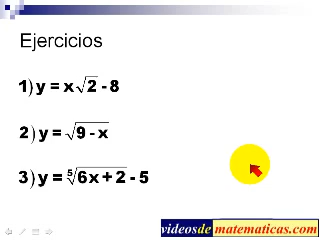 Ejercicios
1) y = x√2 - 8
2) y = √(9 - x)
3) y = ⁵√(6x + 2) - 5
videosdematematicas.com